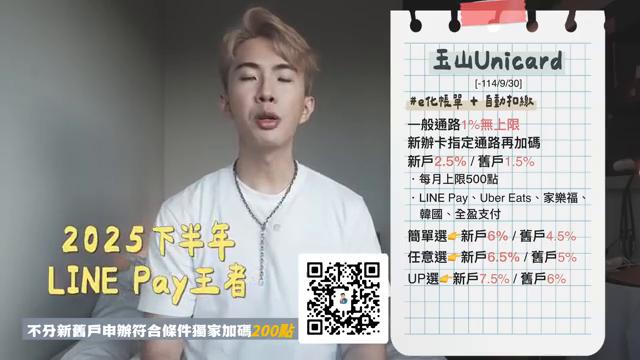 玉山Unicard
[-114/9/30]
#e化帳單 + 自動扣繳
一般通路1%無上限
新辦卡指定通路再加碼
新戶2.5% / 舊戶1.5%
·每月上限500點
·LINE Pay、Uber Eats、家樂福、
韓國、全盈支付
簡單選👉新戶6% / 舊戶4.5%
任意選👉新戶6.5% / 舊戶5%
UP選👉新戶7.5% / 舊戶6%
2025下半年
LINE Pay王者
不分新舊戶申辦符合條件獨家加碼200點